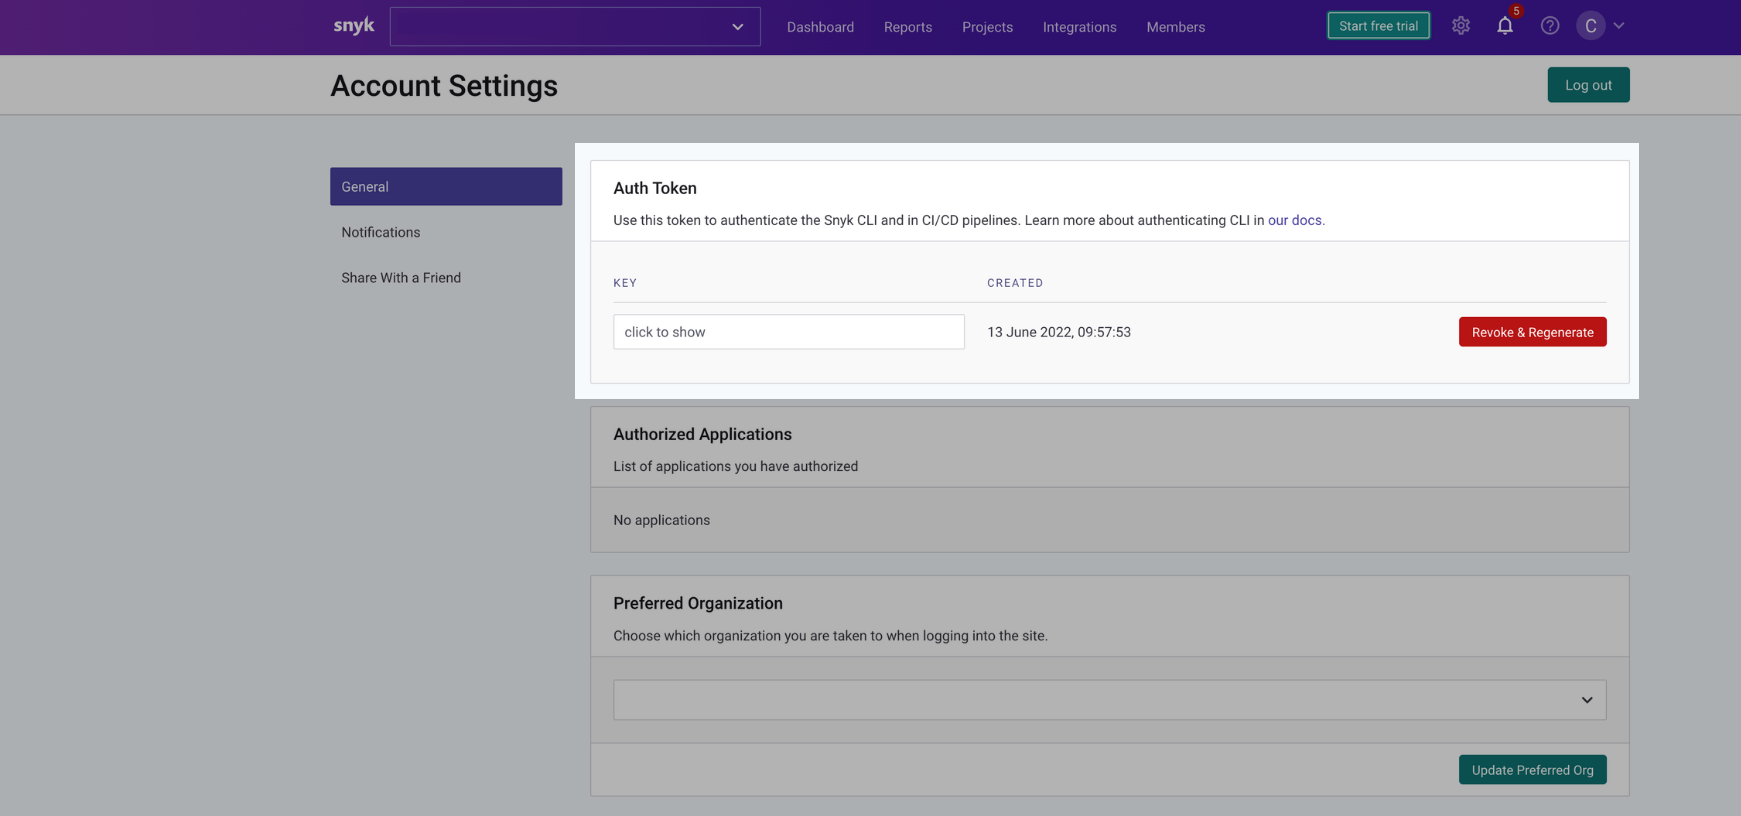 snyk
Dashboard
Reports
Projects
Integrations
Members
Start free trial
5
?
C
Account Settings
Log out
General
Notifications
Share With a Friend
Auth Token
Use this token to authenticate the Snyk CLI and in CI/CD pipelines. Learn more about authenticating CLI in our docs.
KEY
CREATED
click to show
13 June 2022, 09:57:53
Revoke & Regenerate
Authorized Applications
List of applications you have authorized
No applications
Preferred Organization
Choose which organization you are taken to when logging into the site.
Update Preferred Org